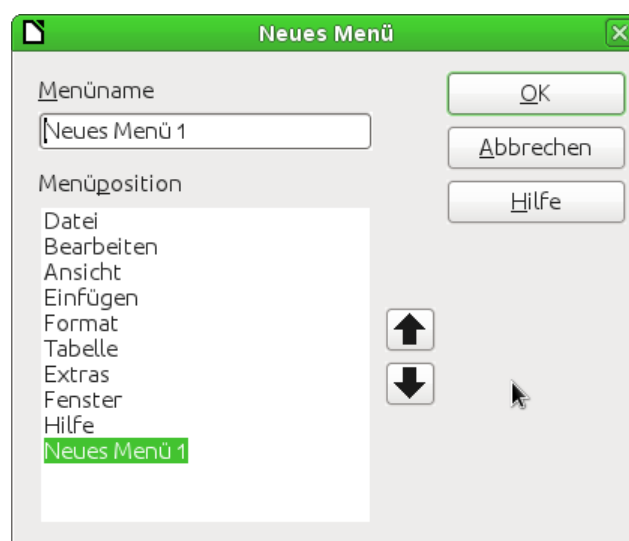 Neues Menü
Menüname
Neues Menü 1
Menüposition
Datei
Bearbeiten
Ansicht
Einfügen
Format
Tabelle
Extras
Fenster
Hilfe
Neues Menü 1
OK
Abbrechen
Hilfe